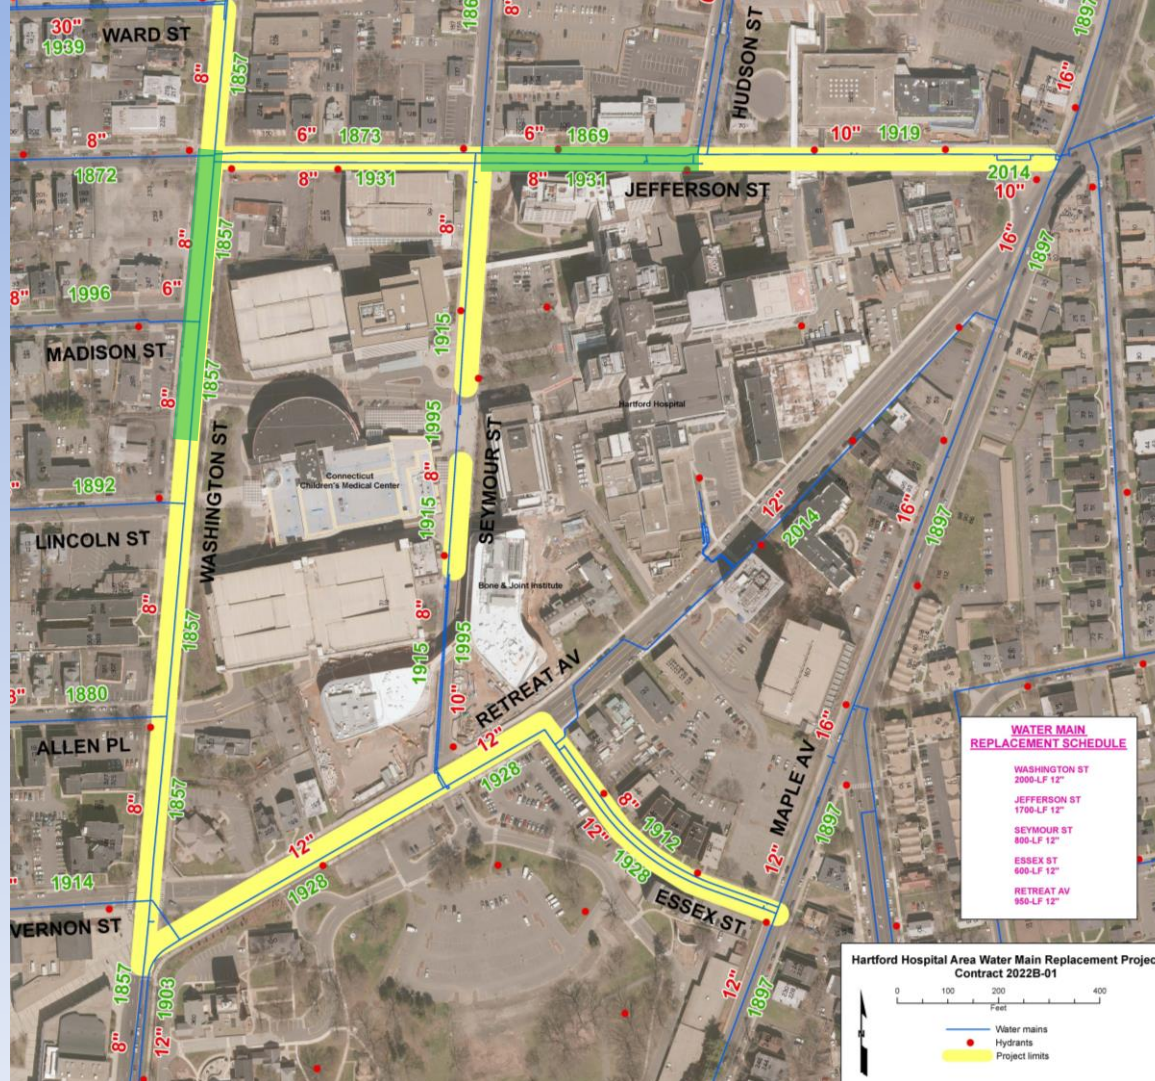 WARD ST
30"
1939
8"
1857
186
8"
HUDSON ST
1897
16"
8"
1872
6"
1873
8"
1931
6"
1869
8"
1931
JEFFERSON ST
10"
1919
2014
10"
16"
1897
8"
1857
6"
8"
1996
MADISON ST
8"
1857
8"
1915
1995
8"
1915
SEYMOUR ST
Hartford Hospital
Connecticut
Children's Medical Center
WASHINGTON ST
1892
LINCOLN ST
12"
2014
16"
1897
Bone & Joint Institute
8"
1857
8"
1915
1995
10"
RETREAT AV
12"
1928
8"
1880
ALLEN PL
8"
1857
16"
MAPLE AV
1897
12"
8"
1912
12"
1928
ESSEX ST
12"
1928
1914
VERNON ST
1857
8"
1903
12"
12"
1897
WATER MAIN
REPLACEMENT SCHEDULE
WASHINGTON ST
2000-LF 12"
JEFFERSON ST
1700-LF 12"
SEYMOUR ST
800-LF 12"
ESSEX ST
600-LF 12"
RETREAT AV
950-LF 12"
Hartford Hospital Area Water Main Replacement Projec
Contract 2022B-01
0 100 200 400
Feet
Water mains
Hydrants
Project limits